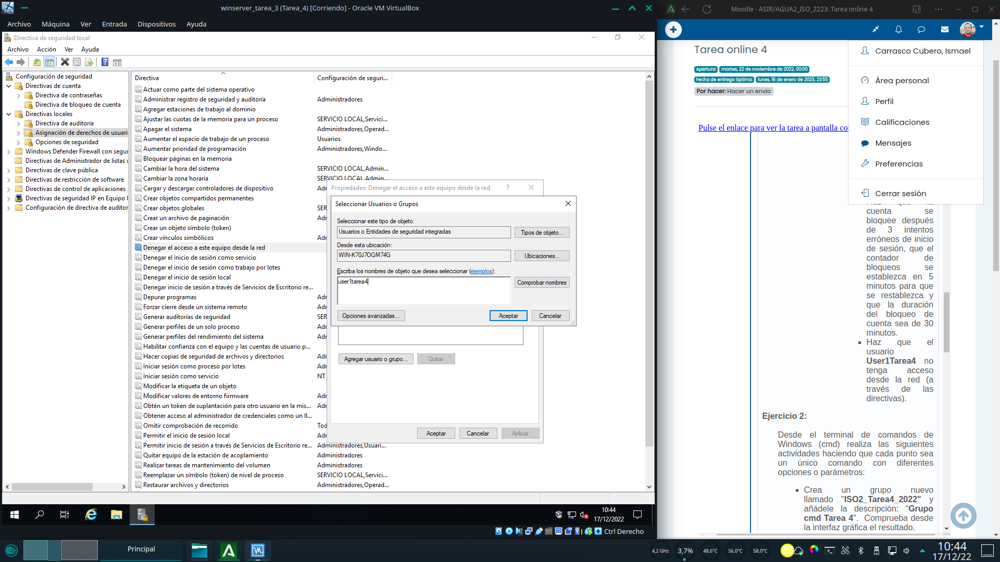 winserver_tarea_3 (Tarea_4) [Corriendo] - Oracle VM VirtualBox
Archivo Máquina Ver Entrada Dispositivos Ayuda
Directiva de seguridad local
Archivo Acción Ver Ayuda
Configuración de seguridad
Directivas de cuenta
Directiva de contraseñas
Directiva de bloqueo de cuenta
Directivas locales
Directiva de auditoría
Asignación de derechos de usuari
Opciones de seguridad
Windows Defender Firewall con segur
Directivas de Administrador de listas
Directivas de clave pública
Directivas de restricción de software
Directivas de control de aplicaciones
Directivas de seguridad IP en Equipo
Configuración de directiva de auditor
Directiva Configuración de seguri...
Actuar como parte del sistema operativo
Administrar registro de seguridad y auditoría Administradores
Agregar estaciones de trabajo al dominio
Ajustar las cuotas de la memoria para un proceso SERVICIO LOCAL,Servici...
Apagar el sistema Administradores,Operad...
Aumentar el espacio de trabajo de un proceso Usuarios
Aumentar prioridad de programación Administradores,Windo...
Bloquear páginas en la memoria
Cambiar la hora del sistema SERVICIO LOCAL,Admin...
Cambiar la zona horaria SERVICIO LOCAL,Admin...
Cargar y descargar controladores de dispositivo Adr
Crear objetos compartidos permanentes
Crear objetos globales SER
Crear un archivo de paginación Adr
Crear un objeto símbolo (token)
Crear vínculos simbólicos Adr
Denegar el acceso a este equipo desde la red
Denegar el inicio de sesión como servicio
Denegar el inicio de sesión como trabajo por lotes
Denegar el inicio de sesión local
Denegar inicio de sesión a través de Servicios de Escritorio re...
Depurar programas Adr
Forzar cierre desde un sistema remoto Adr
Generar auditorías de seguridad SER
Generar perfiles de un solo proceso Adr
Generar perfiles del rendimiento del sistema Adr
Habilitar confianza con el equipo y las cuentas de usuario p...
Hacer copias de seguridad de archivos y directorios Adr
Iniciar sesión como proceso por lotes Adr
Iniciar sesión como servicio NT
Modificar la etiqueta de un objeto
Modificar valores de entorno firmware Adr
Obtén un token de suplantación para otro usuario en la mis... Adr
Obtener acceso al administrador de credenciales como un ll...
Omitir comprobación de recorrido Tod
Permitir el inicio de sesión local Adr
Permitir inicio de sesión a través de Servicios de Escritorio re... Administradores,Usuari...
Quitar equipo de la estación de acoplamiento Administradores
Realizar tareas de mantenimiento del volumen Administradores
Reemplazar un símbolo (token) de nivel de proceso SERVICIO LOCAL,Servici...
Restaurar archivos y directorios Administradores,Operad...
Propiedades: Denegar el acceso a este equipo desde la red ?
Seleccionar Usuarios o Grupos
Seleccionar este tipo de objeto:
Usuarios o Entidades de seguridad integradas Tipos de objeto...
Desde esta ubicación:
WIN-K70J7OGM74G Ubicaciones...
Escriba los nombres de objeto que desea seleccionar (ejemplos):
user1tarea4 Comprobar nombres
Opciones avanzadas... Aceptar Cancelar
Agregar usuario o grupo... Quitar
Aceptar Cancelar Aplicar
10:44
17/12/2022
Ctrl Derecho
Moodle - ASIR/AGUA2_ISO_2223: Tarea online 4
Tarea online 4
Apertura: martes, 22 de noviembre de 2022, 00:00
Fecha de entrega óptima: lunes, 16 de enero de 2023, 23:55
Por hacer: Hacer un envío
Pulse el enlace para ver la tarea a pantalla co
Carrasco Cubero, Ismael
Área personal
Perfil
Calificaciones
Mensajes
Preferencias
Cerrar sesión
Haz que la
cuenta se
bloquee después
de 3 intentos
erróneos de inicio
de sesión, que el
contador de
bloqueos se
establezca en 5
minutos para que
se restablezca y
que la duración
del bloqueo de
cuenta sea de 30
minutos.
Haz que el
usuario
User1Tarea4 no
tenga acceso
desde la red (a
través de las
directivas).
Ejercicio 2:
Desde el terminal de comandos de
Windows (cmd) realiza las siguientes
actividades haciendo que cada punto sea
un único comando con diferentes
opciones o parámetros:
Crea un grupo nuevo
llamado "ISO2_Tarea4_2022" y
añádele la descripción: “Grupo
cmd Tarea 4". Comprueba desde
la interfaz gráfica el resultado.
Principal
4,2 GHz 3,7% 48,6°C 56,0°C 58,0°C
10:44
17/12/22